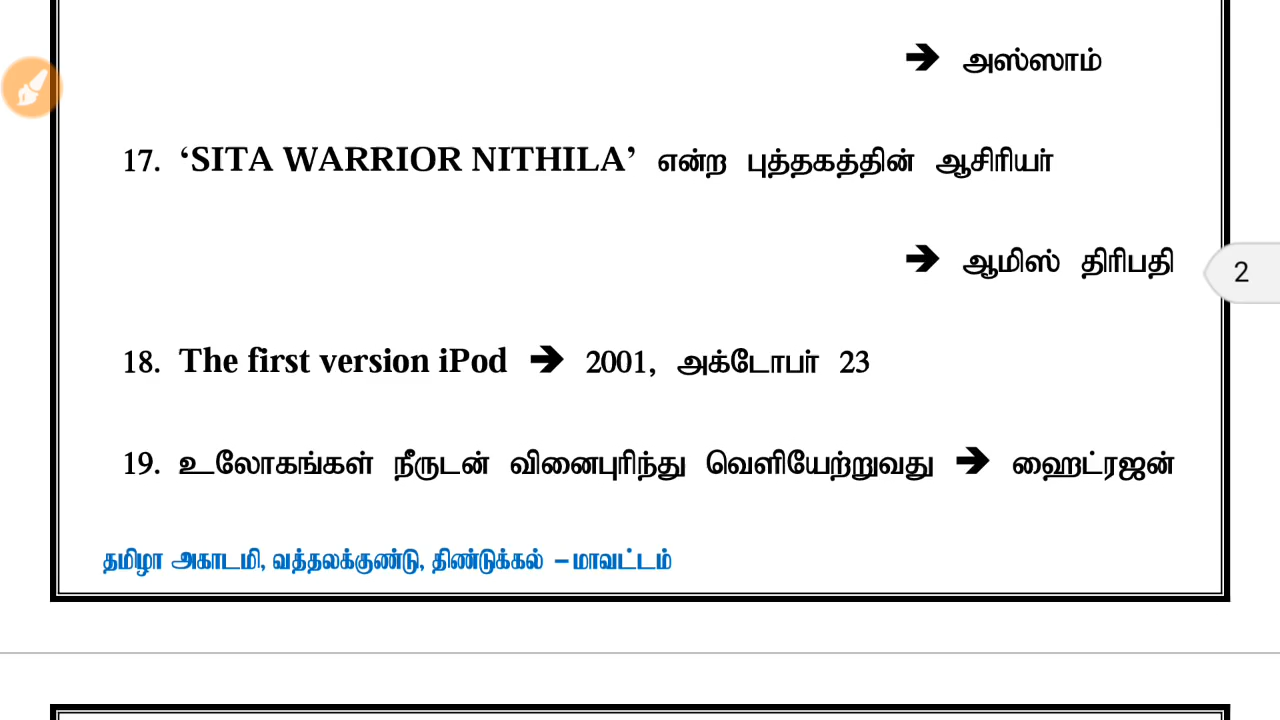 ➔ அஸ்ஸாம்
17. ‘SITA WARRIOR NITHILA’ என்ற புத்தகத்தின் ஆசிரியர்
➔ ஆமிஸ் திரிபதி
2
18. The first version iPod ➔ 2001, அக்டோபர் 23
19. உலோகங்கள் நீருடன் வினைபுரிந்து வெளியேற்றுவது ➔ ஹைட்ரஜன்
தமிழா அகாடமி, வத்தலக்குண்டு, திண்டுக்கல் – மாவட்டம்